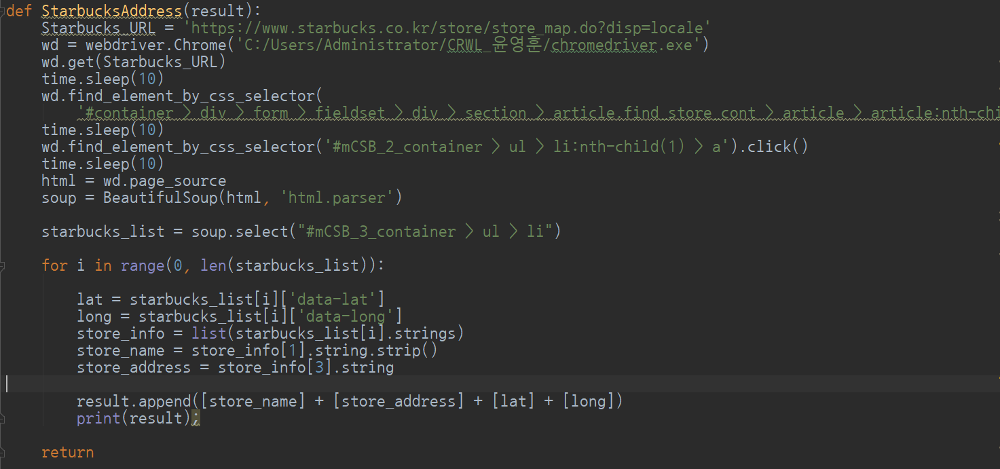 def StarbucksAddress(result):
    Starbucks_URL = 'https://www.starbucks.co.kr/store/store_map.do?disp=locale'
    wd = webdriver.Chrome('C:/Users/Administrator/CRWL_윤영훈/chromedriver.exe')
    wd.get(Starbucks_URL)
    time.sleep(10)
    wd.find_element_by_css_selector(
        '#container > div > form > fieldset > div > section > article.find_store_cont > article > article:nth-chi
    time.sleep(10)
    wd.find_element_by_css_selector('#mCSB_2_container > ul > li:nth-child(1) > a').click()
    time.sleep(10)
    html = wd.page_source
    soup = BeautifulSoup(html, 'html.parser')
    starbucks_list = soup.select("#mCSB_3_container > ul > li")
    for i in range(0, len(starbucks_list)):
        lat = starbucks_list[i]['data-lat']
        long = starbucks_list[i]['data-long']
        store_info = list(starbucks_list[i].strings)
        store_name = store_info[1].string.strip()
        store_address = store_info[3].string
        result.append([store_name] + [store_address] + [lat] + [long])
        print(result);
    return